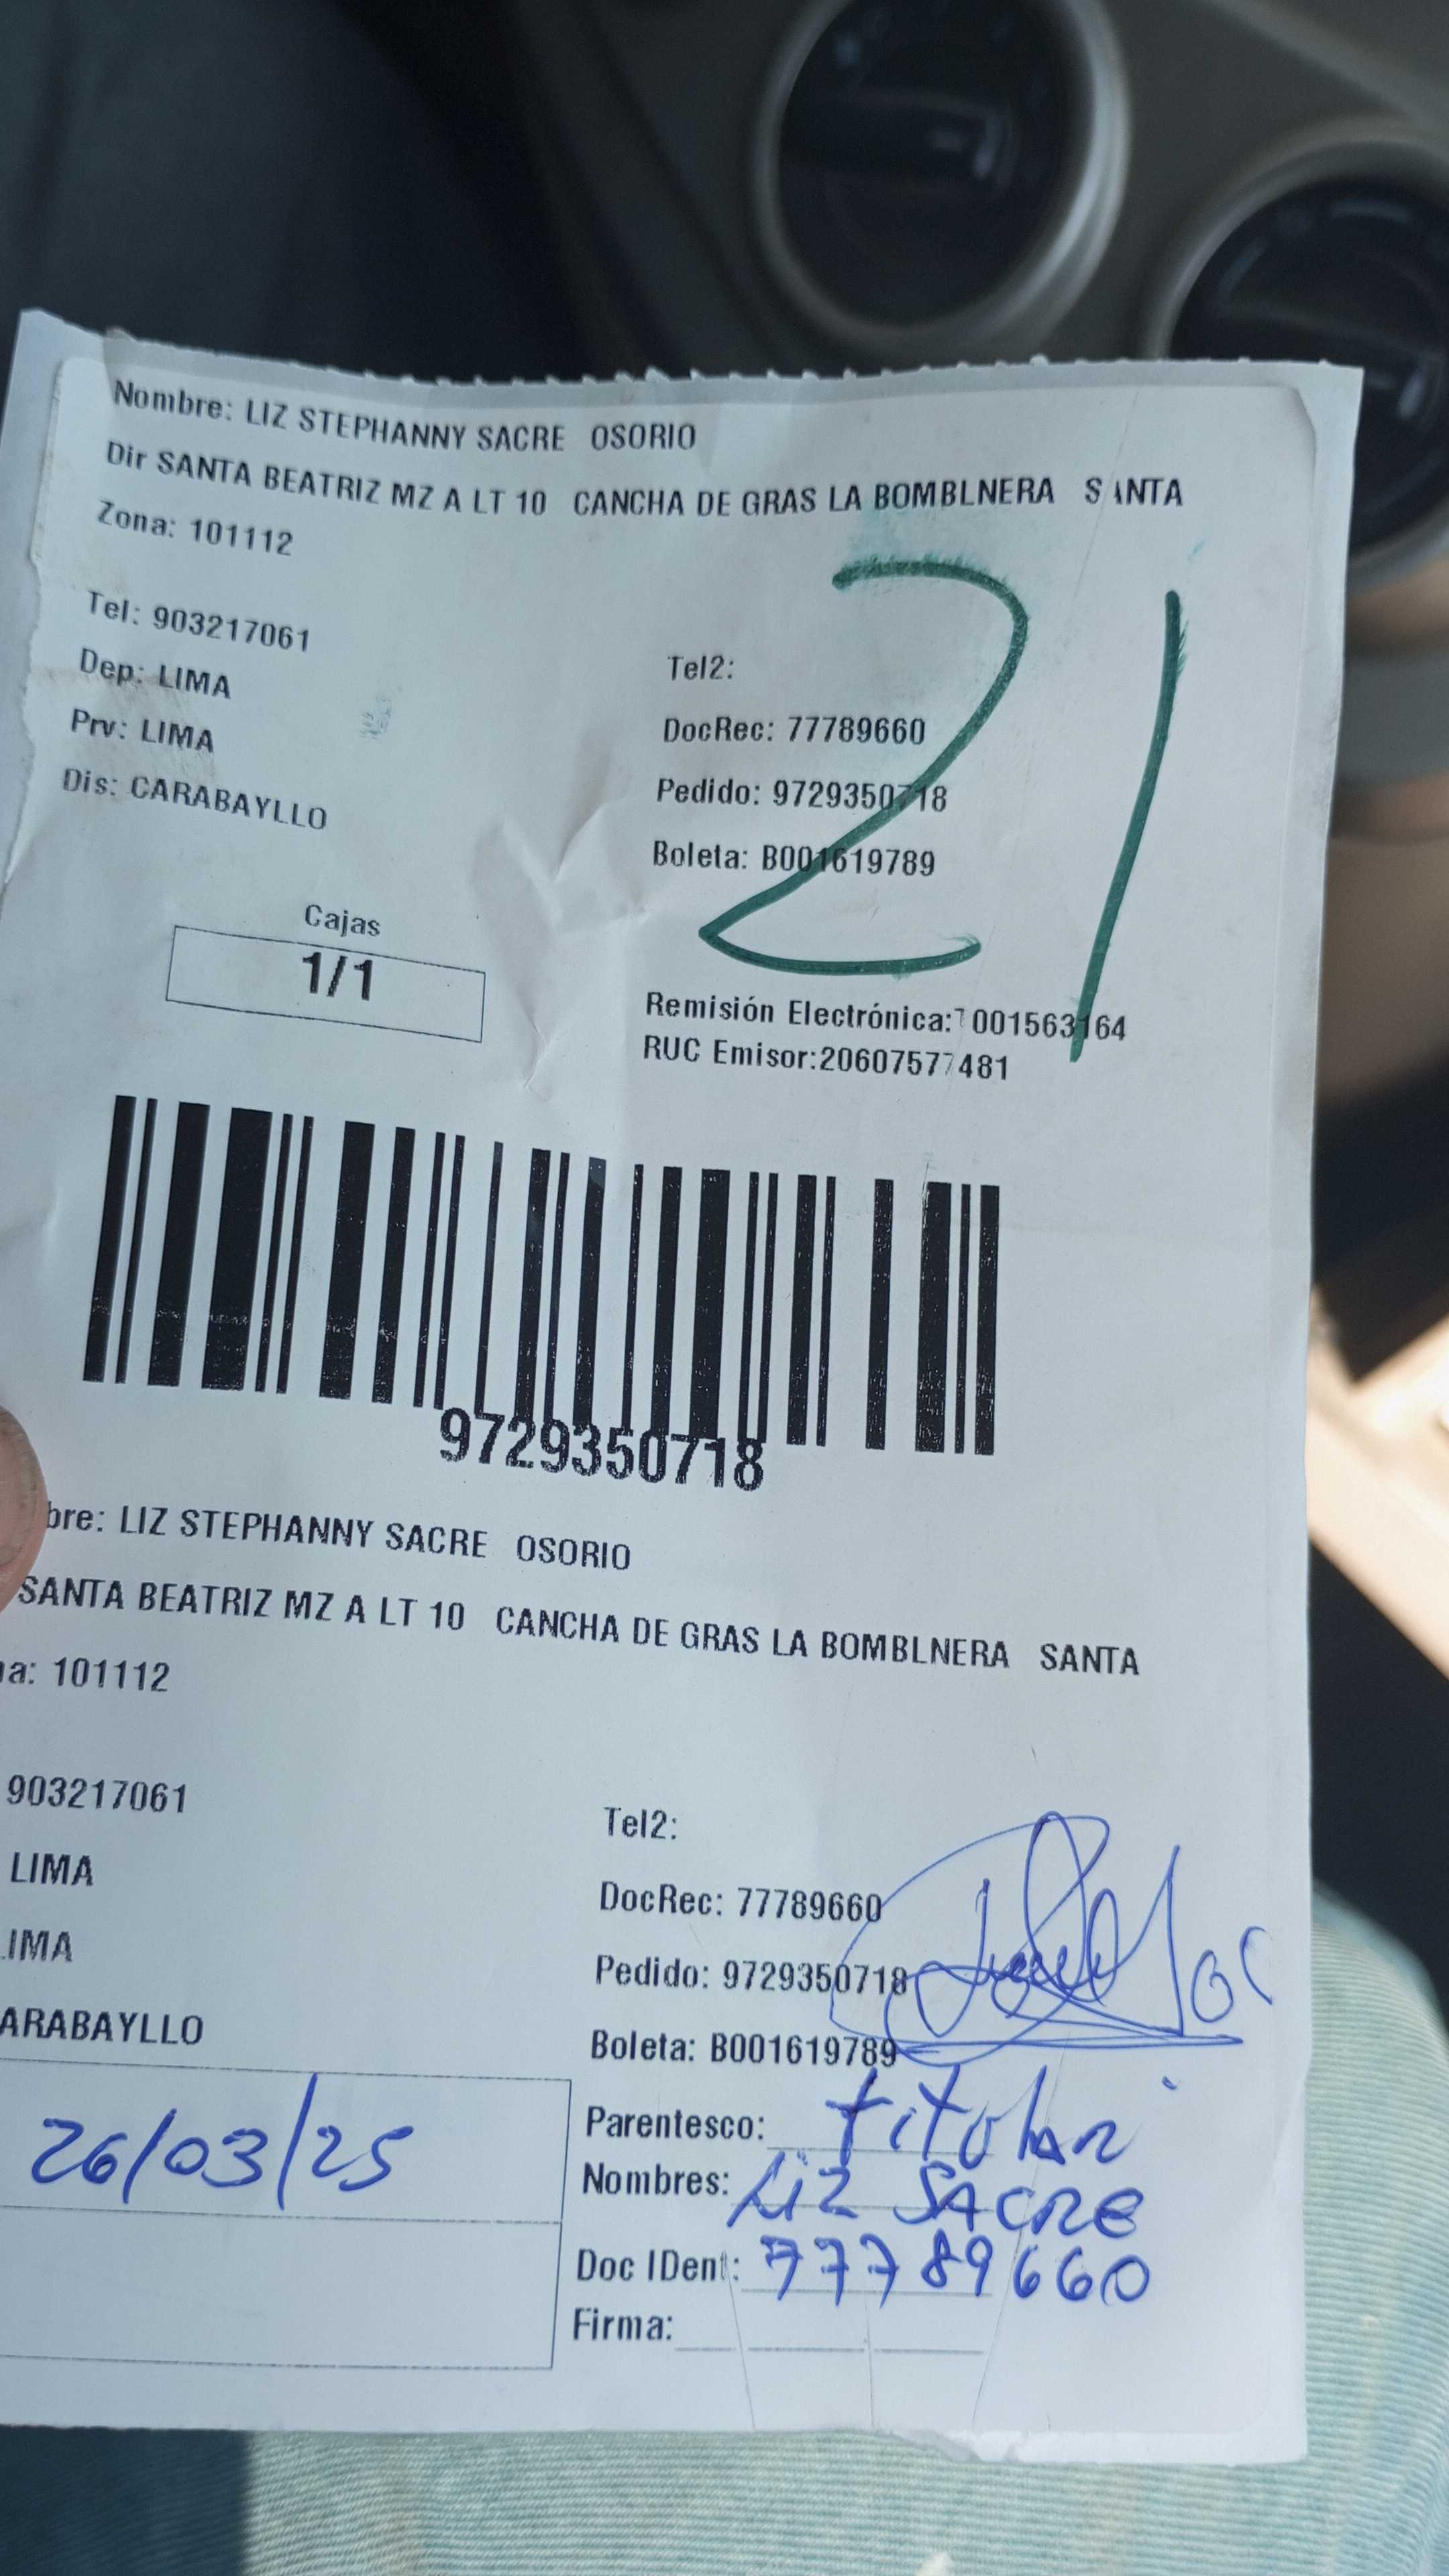 Nombre: LIZ STEPHANNY SACRE OSORIO
Dir SANTA BEATRIZ MZ A LT 10 CANCHA DE GRAS LA BOMBLNERA SANTA
Zona: 101112
21
Tel: 903217061
Tel2:
Dep: LIMA
DocRec: 77789660
Prv: LIMA
Pedido: 9729350718
Dis: CARABAYLLO
Boleta: B001619789
Cajas
1/1
Remisión Electrónica: 001563164
RUC Emisor:20607577481
9729350718
bre: LIZ STEPHANNY SACRE OSORIO
SANTA BEATRIZ MZ A LT 10 CANCHA DE GRAS LA BOMBLNERA SANTA
na: 101112
903217061
Tel2:
LIMA
DocRec: 77789660
IMA
Pedido: 9729350718
ARABAYLLO
Boleta: B001619789
26/03/25
Parentesco: titular
Nombres: Liz SACRE
Doc IDent: 77789660
Firma: